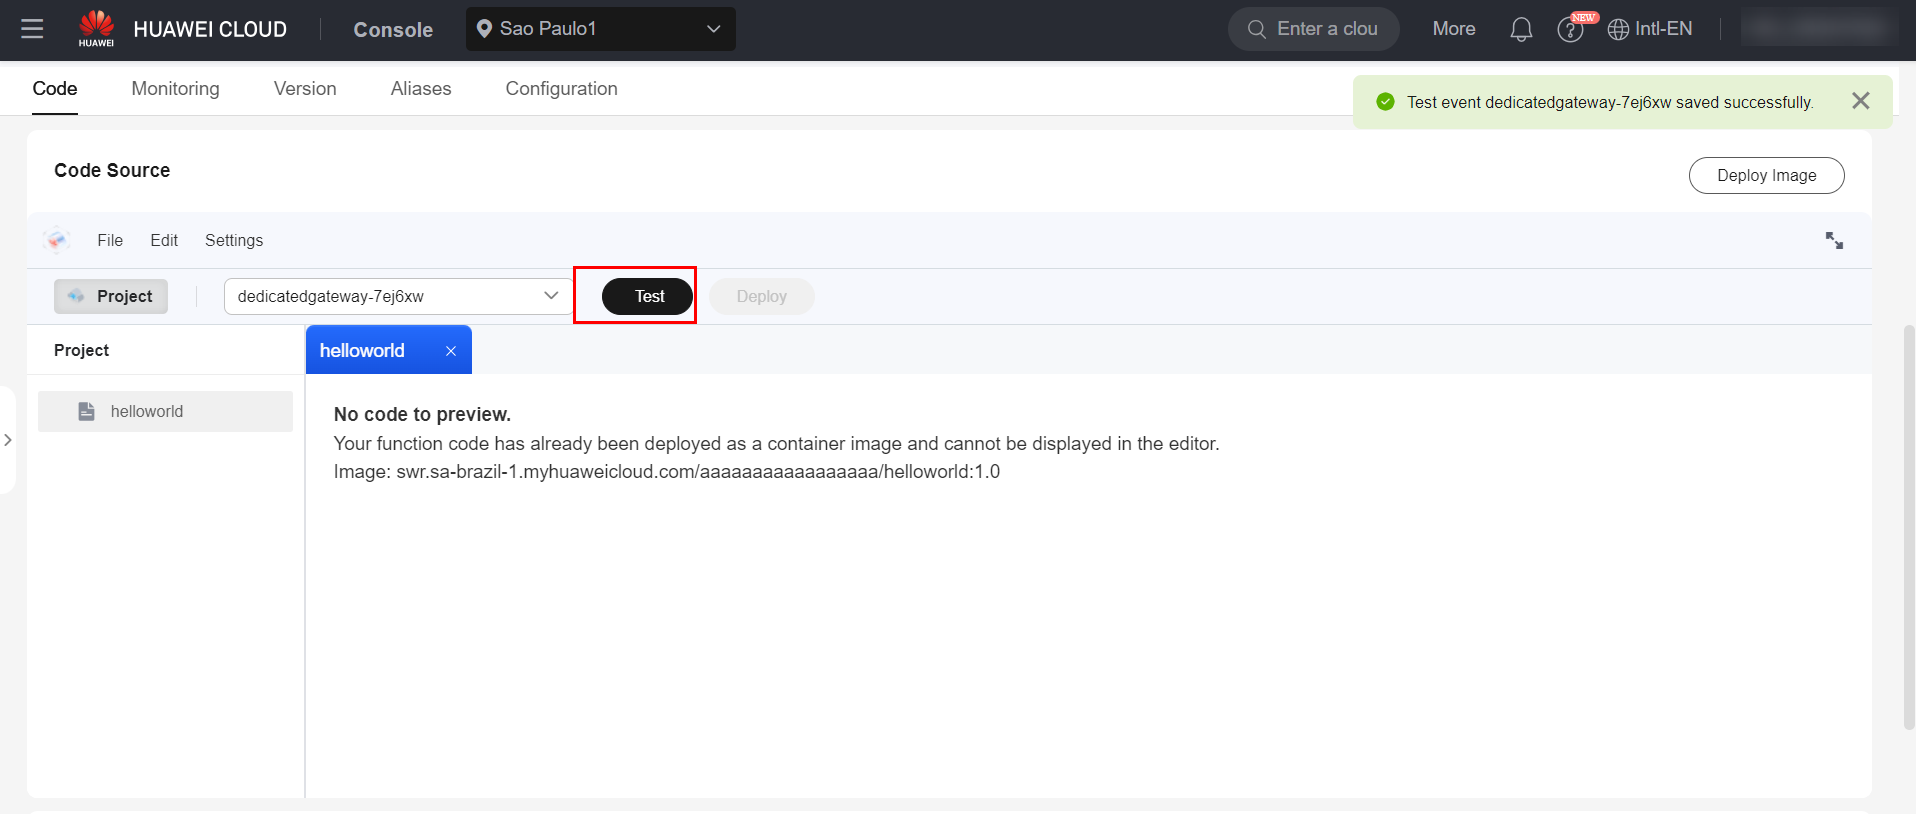 HUAWEI
HUAWEI CLOUD
Console
Sao Paulo1
Enter a clou
More
NEW
Intl-EN
Code
Monitoring
Version
Aliases
Configuration
Test event dedicatedgateway-7ej6xw saved successfully.
Code Source
Deploy Image
File
Edit
Settings
Project
dedicatedgateway-7ej6xw
Test
Deploy
Project
helloworld
helloworld
No code to preview.
Your function code has already been deployed as a container image and cannot be displayed in the editor.
Image: swr.sa-brazil-1.myhuaweicloud.com/aaaaaaaaaaaaaaaaa/helloworld:1.0